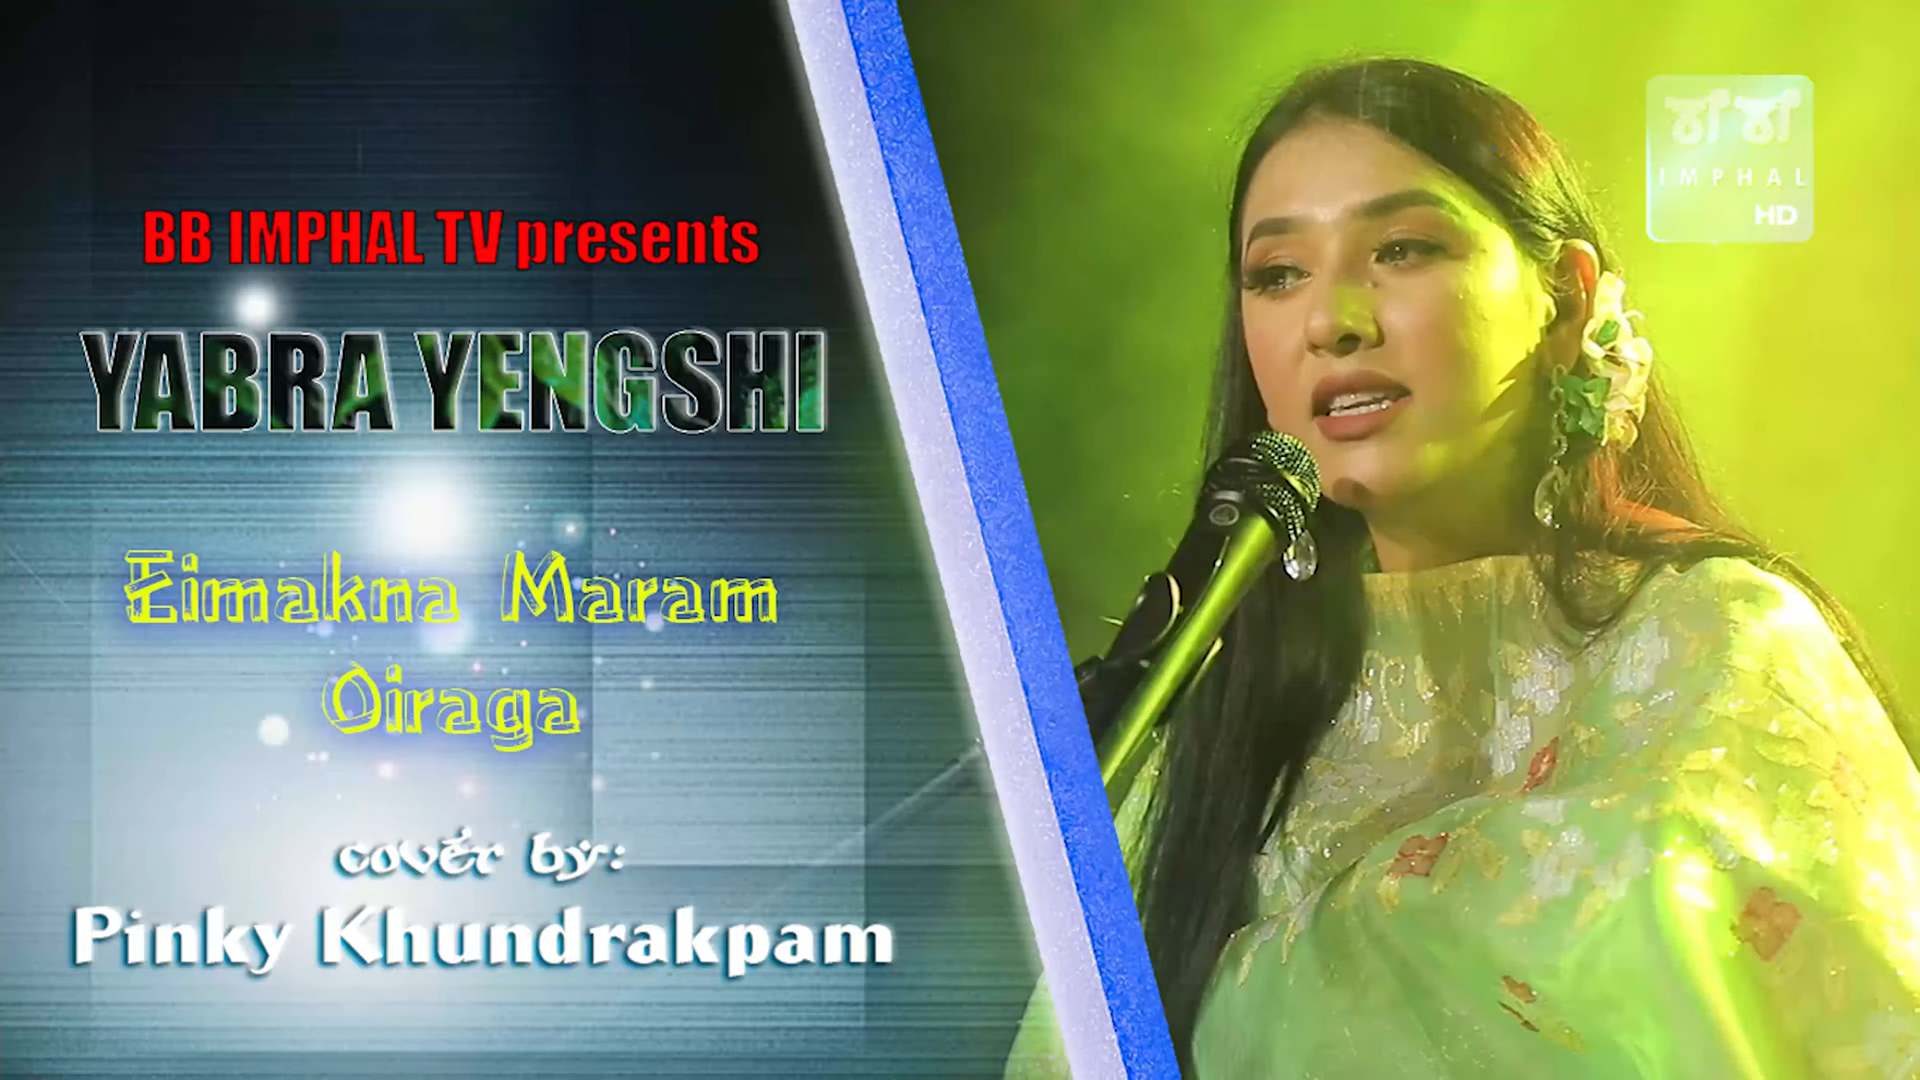 BB IMPHAL TV presents
YABRA YENGSHI
Eimakna Maram
Oiraga
cover by:
Pinky Khundrakpam
IMPHAL
HD